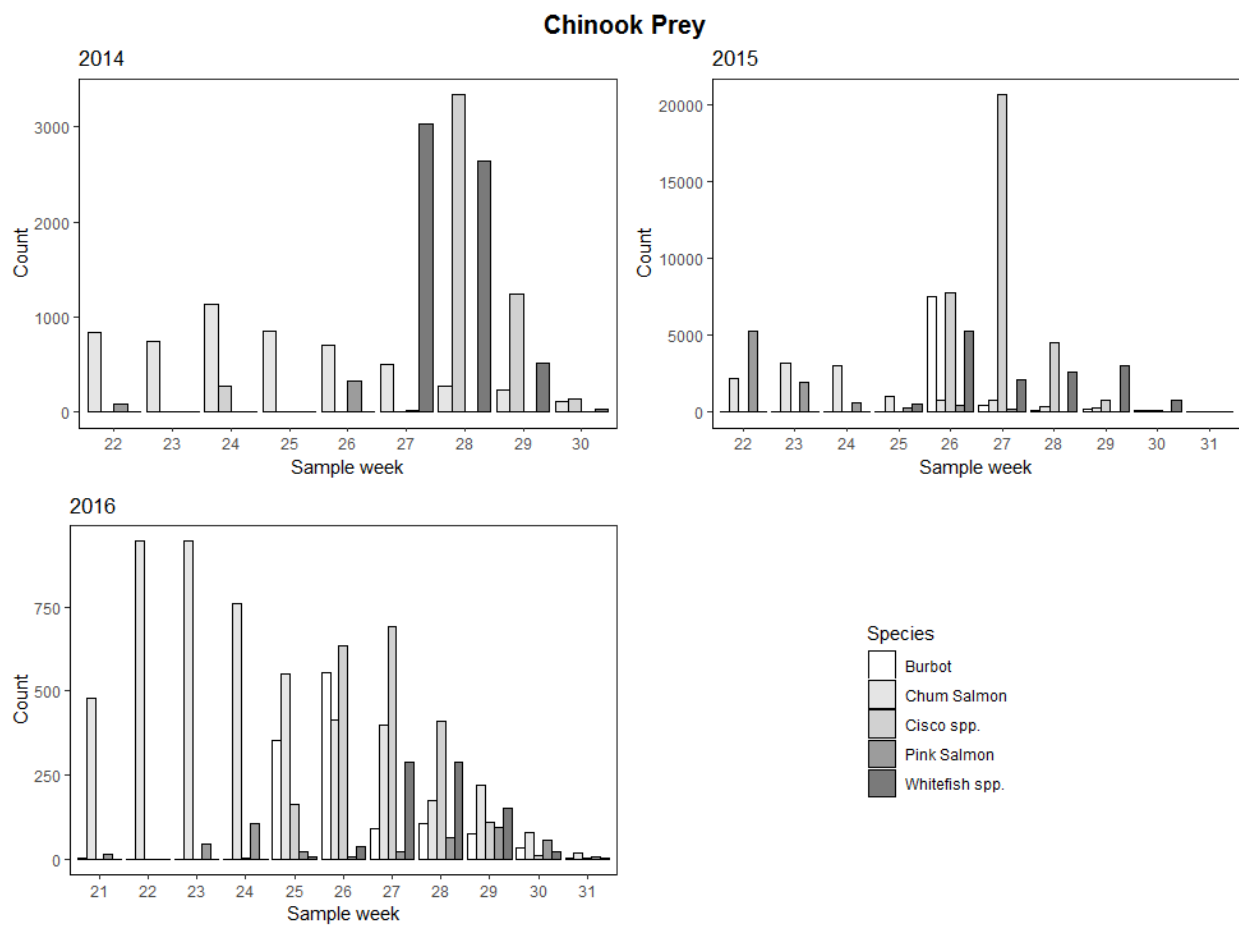 Chinook Prey
2014
3000
2000
1000
0
Count
22 23 24 25 26 27 28 29 30
Sample week
2015
20000
15000
10000
5000
0
Count
22 23 24 25 26 27 28 29 30 31
Sample week
2016
750
500
250
0
Count
21 22 23 24 25 26 27 28 29 30 31
Sample week
Species
Burbot
Chum Salmon
Cisco spp.
Pink Salmon
Whitefish spp.